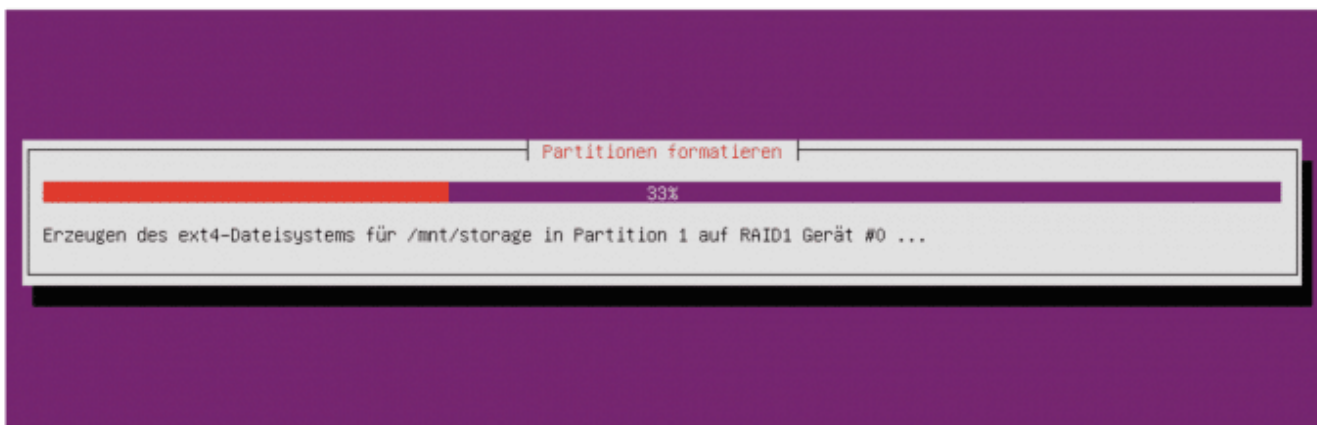 Partitionen formatieren
33%
Erzeugen des ext4-Dateisystems für /mnt/storage in Partition 1 auf RAID1 Gerät #0 ...